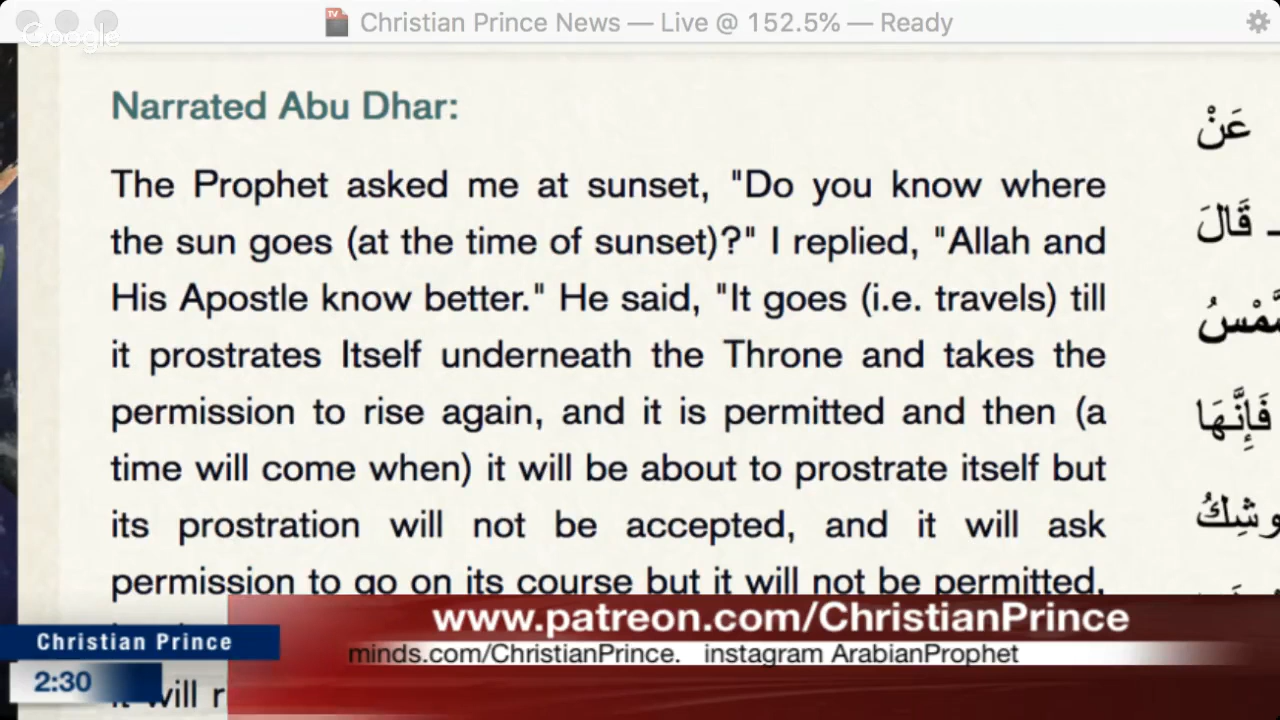 Christian Prince News — Live @ 152.5% — Ready
Google
Narrated Abu Dhar:
The Prophet asked me at sunset, "Do you know where
the sun goes (at the time of sunset)?" I replied, "Allah and
His Apostle know better." He said, "It goes (i.e. travels) till
it prostrates Itself underneath the Throne and takes the
permission to rise again, and it is permitted and then (a
time will come when) it will be about to prostrate itself but
its prostration will not be accepted, and it will ask
permission to go on its course but it will not be permitted,
will r
عَنْ
قَالَ ـ
فَإِنَّهَا
www.patreon.com/ChristianPrince
Christian Prince
minds.com/ChristianPrince. instagram ArabianProphet
2:30